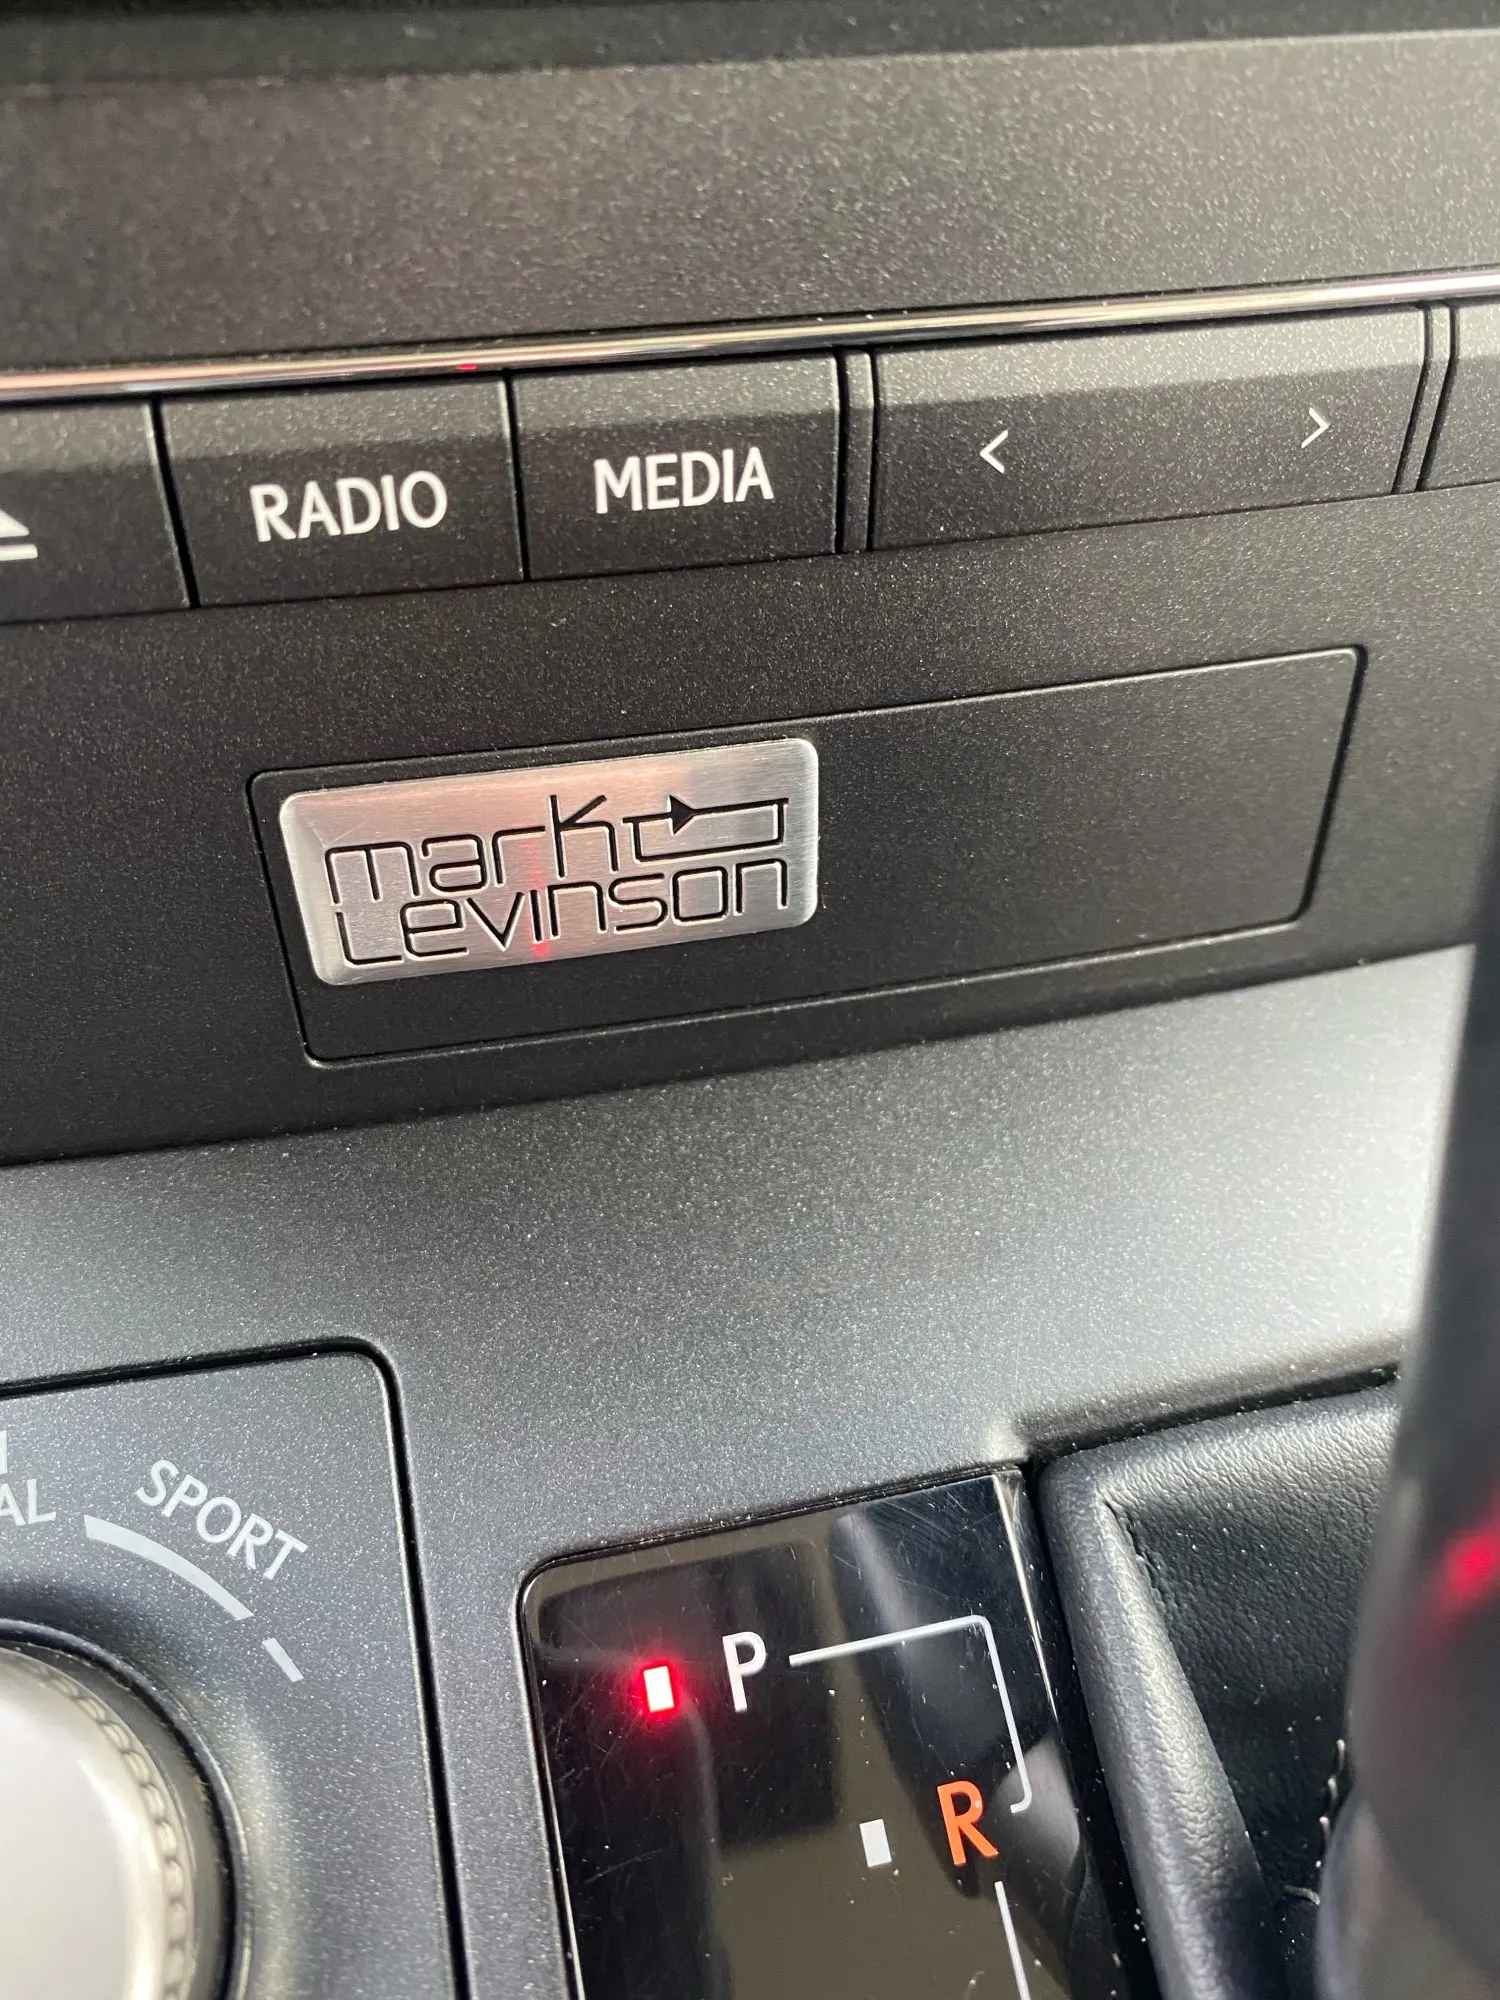 RADIO MEDIA < >
mark
Levinson
SPORT
P
R